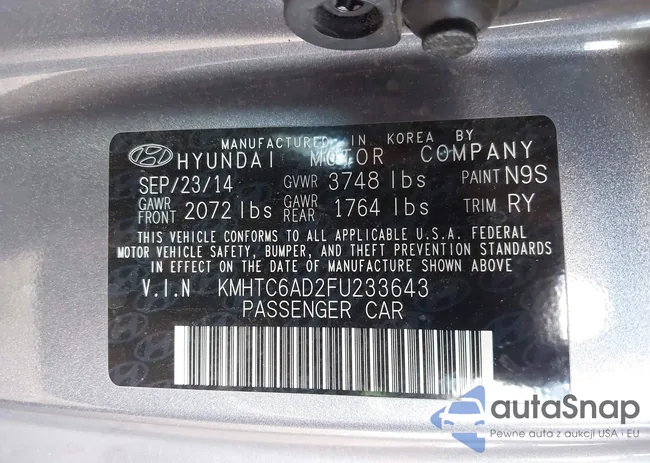 MANUFACTURED IN KOREA BY
HYUNDAI MOTOR COMPANY
SEP/23/14 GVWR 3748 lbs PAINT N9S
GAWR FRONT 2072 lbs GAWR REAR 1764 lbs TRIM RY
THIS VEHICLE CONFORMS TO ALL APPLICABLE U.S.A. FEDERAL
MOTOR VEHICLE SAFETY, BUMPER, AND THEFT PREVENTION STANDARDS
IN EFFECT ON THE DATE OF MANUFACTURE SHOWN ABOVE
V.I.N KMHTC6AD2FU233643
PASSENGER CAR
autaSnap
Pewne auta z aukcji USA i EU